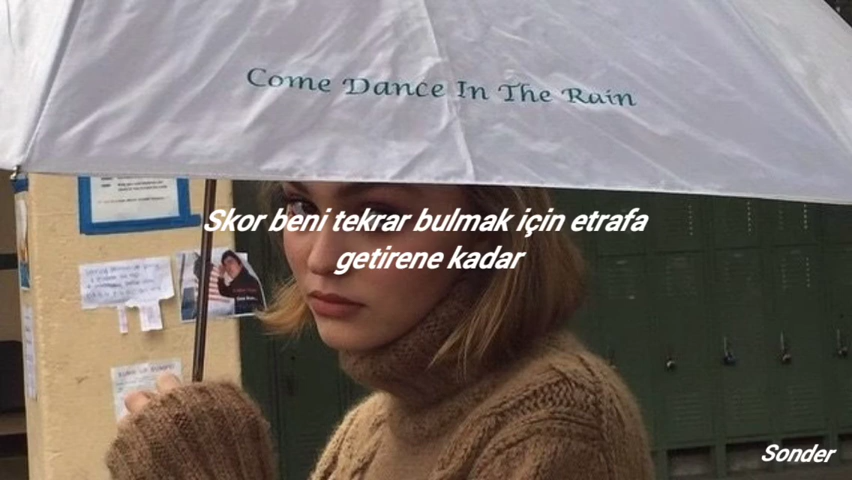 Come Dance In The Rain
Skor beni tekrar bulmak için etrafa
getirene kadar
Sonder